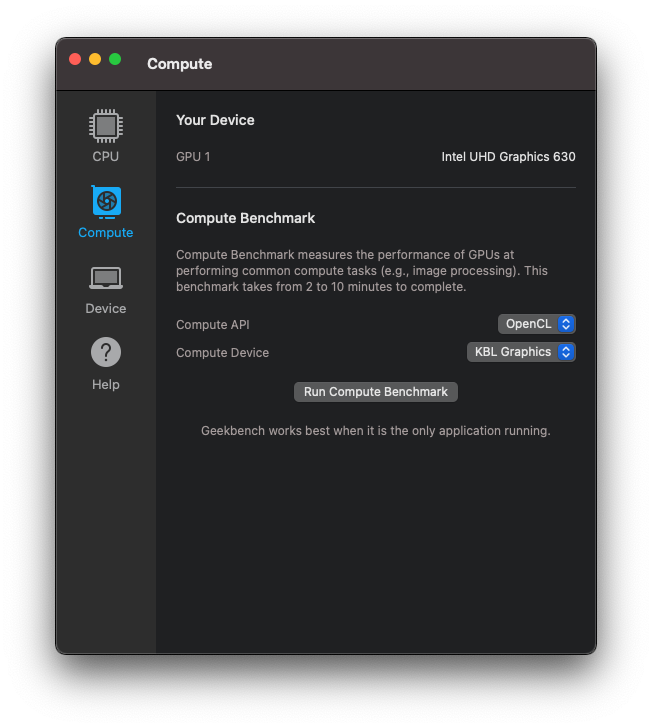 Compute
CPU
Compute
Device
Help
Your Device
GPU 1 Intel UHD Graphics 630
Compute Benchmark
Compute Benchmark measures the performance of GPUs at
performing common compute tasks (e.g., image processing). This
benchmark takes from 2 to 10 minutes to complete.
Compute API OpenCL
Compute Device KBL Graphics
Run Compute Benchmark
Geekbench works best when it is the only application running.